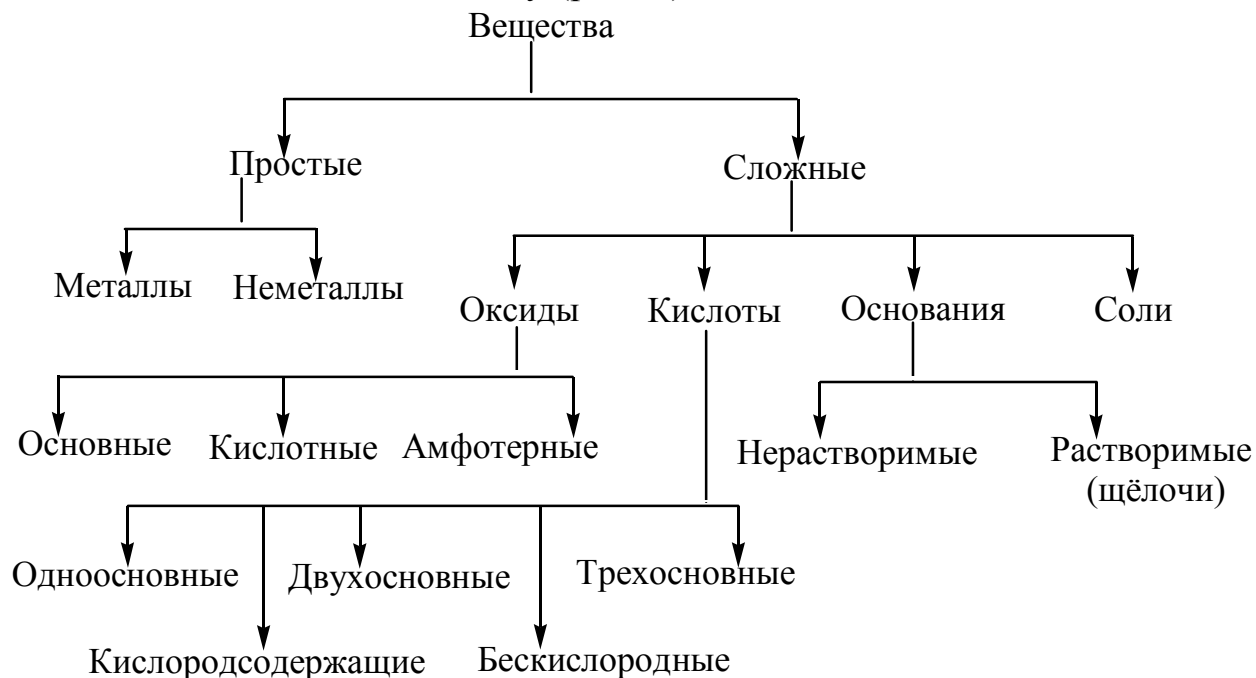 Вещества
Простые
Сложные
Металлы
Неметаллы
Оксиды
Кислоты
Основания
Соли
Основные
Кислотные
Амфотерные
Нерастворимые
Растворимые
(щёлочи)
Одноосновные
Двухосновные
Трехосновные
Кислородсодержащие
Бескислородные